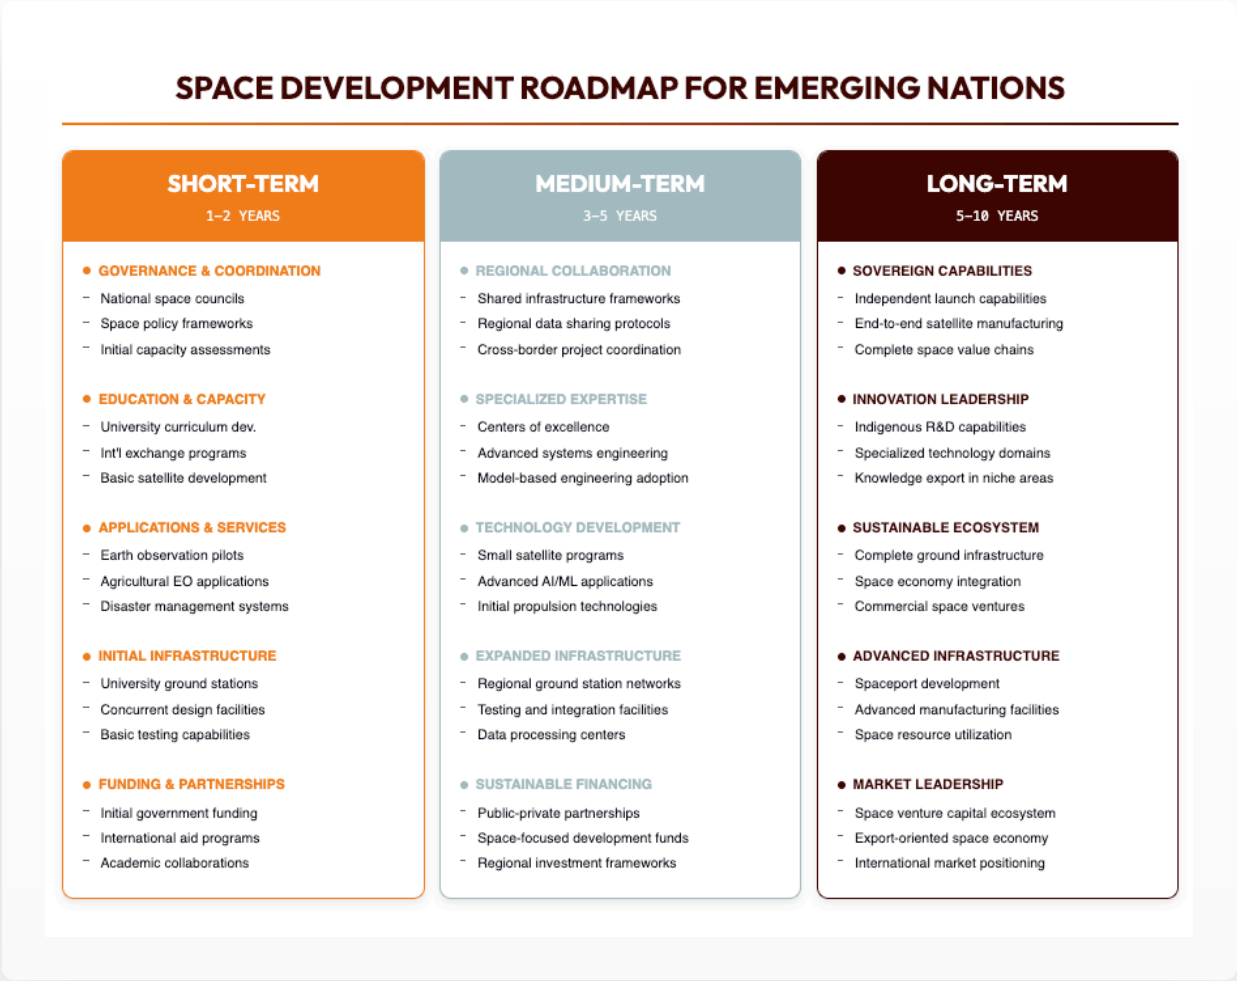 SPACE DEVELOPMENT ROADMAP FOR EMERGING NATIONS
SHORT-TERM
1–2 YEARS
● GOVERNANCE & COORDINATION
– National space councils
– Space policy frameworks
– Initial capacity assessments
● EDUCATION & CAPACITY
– University curriculum dev.
– Int'l exchange programs
– Basic satellite development
● APPLICATIONS & SERVICES
– Earth observation pilots
– Agricultural EO applications
– Disaster management systems
● INITIAL INFRASTRUCTURE
– University ground stations
– Concurrent design facilities
– Basic testing capabilities
● FUNDING & PARTNERSHIPS
– Initial government funding
– International aid programs
– Academic collaborations
MEDIUM-TERM
3–5 YEARS
● REGIONAL COLLABORATION
– Shared infrastructure frameworks
– Regional data sharing protocols
– Cross-border project coordination
● SPECIALIZED EXPERTISE
– Centers of excellence
– Advanced systems engineering
– Model-based engineering adoption
● TECHNOLOGY DEVELOPMENT
– Small satellite programs
– Advanced AI/ML applications
– Initial propulsion technologies
● EXPANDED INFRASTRUCTURE
– Regional ground station networks
– Testing and integration facilities
– Data processing centers
● SUSTAINABLE FINANCING
– Public-private partnerships
– Space-focused development funds
– Regional investment frameworks
LONG-TERM
5–10 YEARS
● SOVEREIGN CAPABILITIES
– Independent launch capabilities
– End-to-end satellite manufacturing
– Complete space value chains
● INNOVATION LEADERSHIP
– Indigenous R&D capabilities
– Specialized technology domains
– Knowledge export in niche areas
● SUSTAINABLE ECOSYSTEM
– Complete ground infrastructure
– Space economy integration
– Commercial space ventures
● ADVANCED INFRASTRUCTURE
– Spaceport development
– Advanced manufacturing facilities
– Space resource utilization
● MARKET LEADERSHIP
– Space venture capital ecosystem
– Export-oriented space economy
– International market positioning